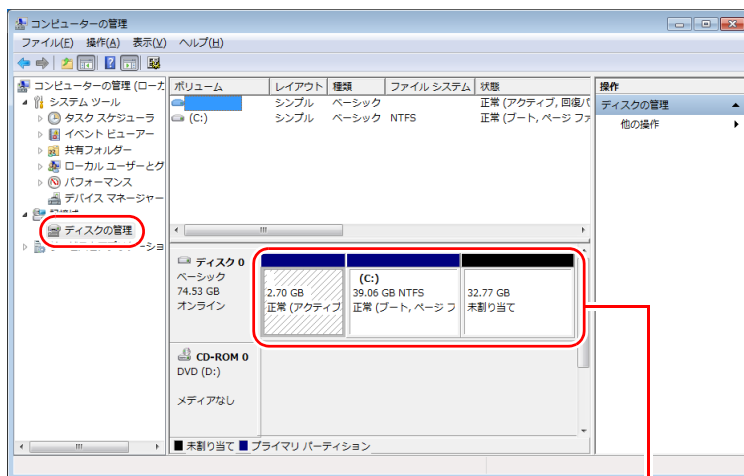 コンピューターの管理
ファイル(F) 操作(A) 表示(V) ヘルプ(H)
コンピューターの管理 (ローカ
システム ツール
タスク スケジューラ
イベント ビューアー
共有フォルダー
ローカル ユーザーとグ
パフォーマンス
デバイス マネージャー
ディスクの管理
ボリューム レイアウト 種類 ファイル システム 状態
シンプル ベーシック 正常 (アクティブ, 回復パ
(C:) シンプル ベーシック NTFS 正常 (ブート, ページ ファ
ディスク 0
ベーシック
74.53 GB
オンライン
2.70 GB
正常 (アクティブ
(C:)
39.06 GB NTFS
正常 (ブート, ページ フ
32.77 GB
未割り当て
CD-ROM 0
DVD (D:)
メディアなし
未割り当て プライマリ パーティション
操作
ディスクの管理
他の操作